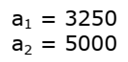 a₁ = 3250
a₂ = 5000